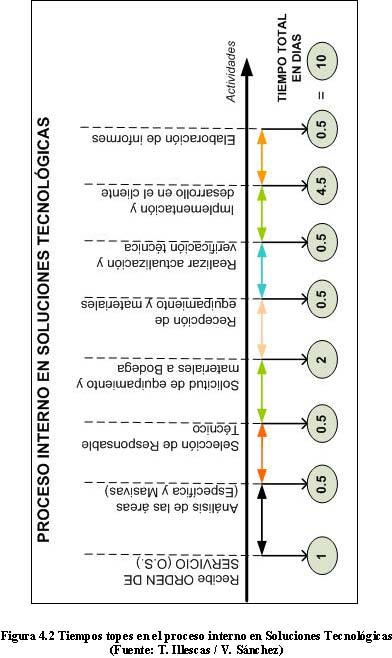 PROCESO INTERNO EN SOLUCIONES TECNOLÓGICAS
Actividades
TIEMPO TOTAL
EN DIAS
Recibe ORDEN DE
SERVICIO (O.S.)
Análisis de las áreas
(Específica y Masivas)
Selección de Responsable
Técnico
Solicitud de equipamiento y
materiales a Bodega
Recepción de
equipamiento y materiales
Realizar actualización y
verificación técnica
Implementación y
desarrollo en el cliente
Elaboración de informes
1
0.5
0.5
2
0.5
0.5
4.5
0.5
=
10
Figura 4.2 Tiempos topes en el proceso interno en Soluciones Tecnológicas
(Fuente: T. Illescas / V. Sánchez)